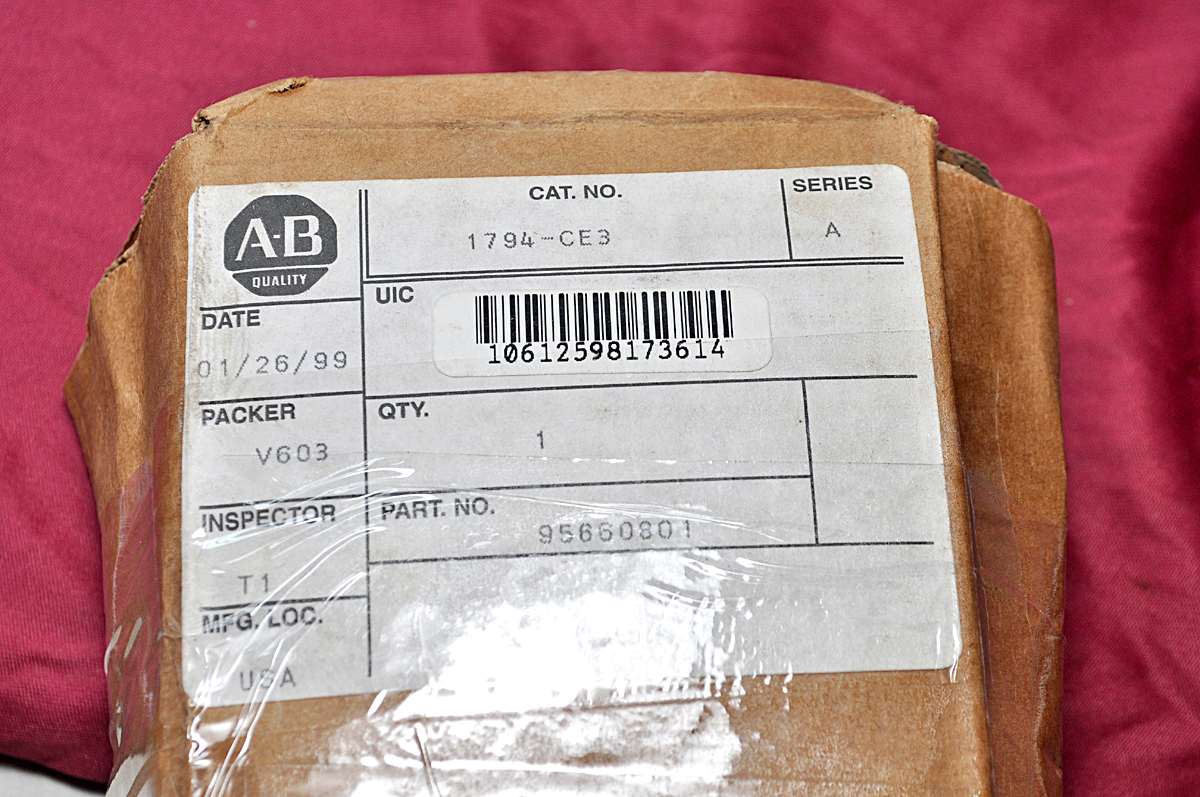 A-B
QUALITY
CAT. NO.
1794-CE3
SERIES
A
DATE
01/26/99
UIC
10612598173614
PACKER
V603
QTY.
1
INSPECTOR
T1
PART. NO.
95660801
MFG. LOC.
USA